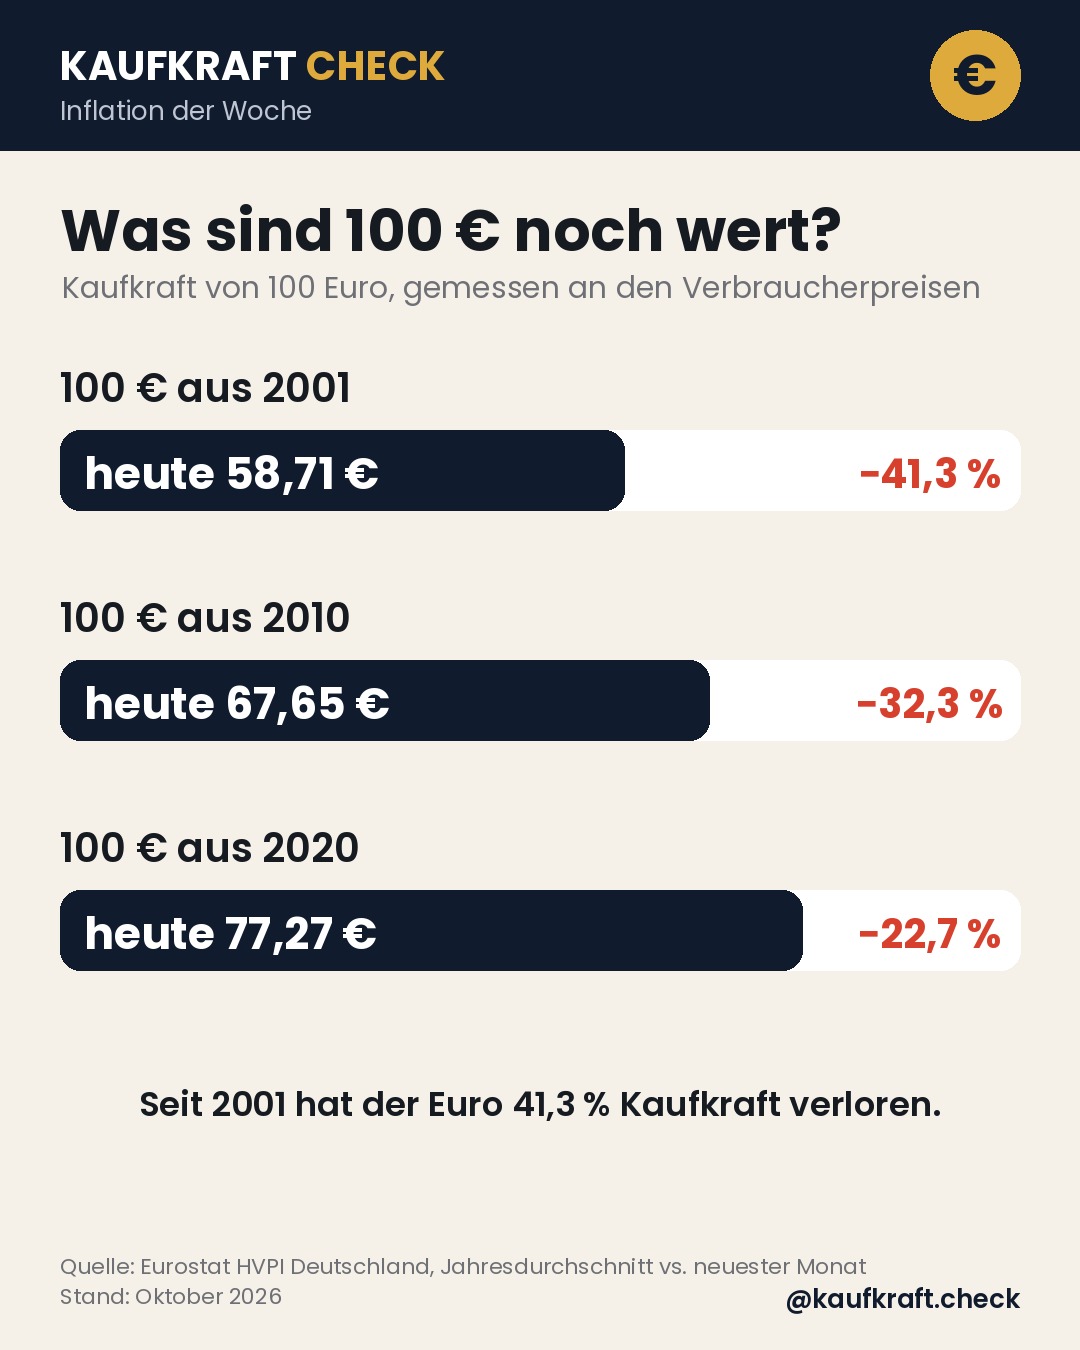 KAUFKRAFT CHECK
Inflation der Woche
€
Was sind 100 € noch wert?
Kaufkraft von 100 Euro, gemessen an den Verbraucherpreisen
100 € aus 2001
heute 58,71 €
−41,3 %
100 € aus 2010
heute 67,65 €
−32,3 %
100 € aus 2020
heute 77,27 €
−22,7 %
Seit 2001 hat der Euro 41,3 % Kaufkraft verloren.
Quelle: Eurostat HVPI Deutschland, Jahresdurchschnitt vs. neuester Monat
Stand: Oktober 2026
@kaufkraft.check